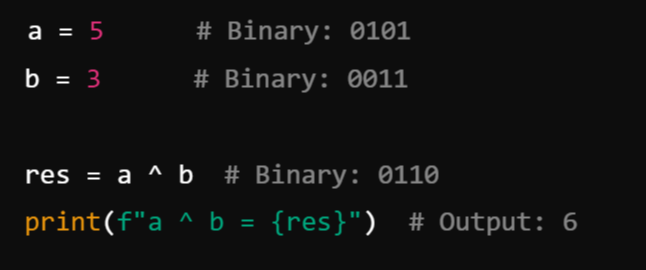 a = 5      # Binary: 0101
b = 3      # Binary: 0011
res = a ^ b  # Binary: 0110
print(f"a ^ b = {res}")  # Output: 6